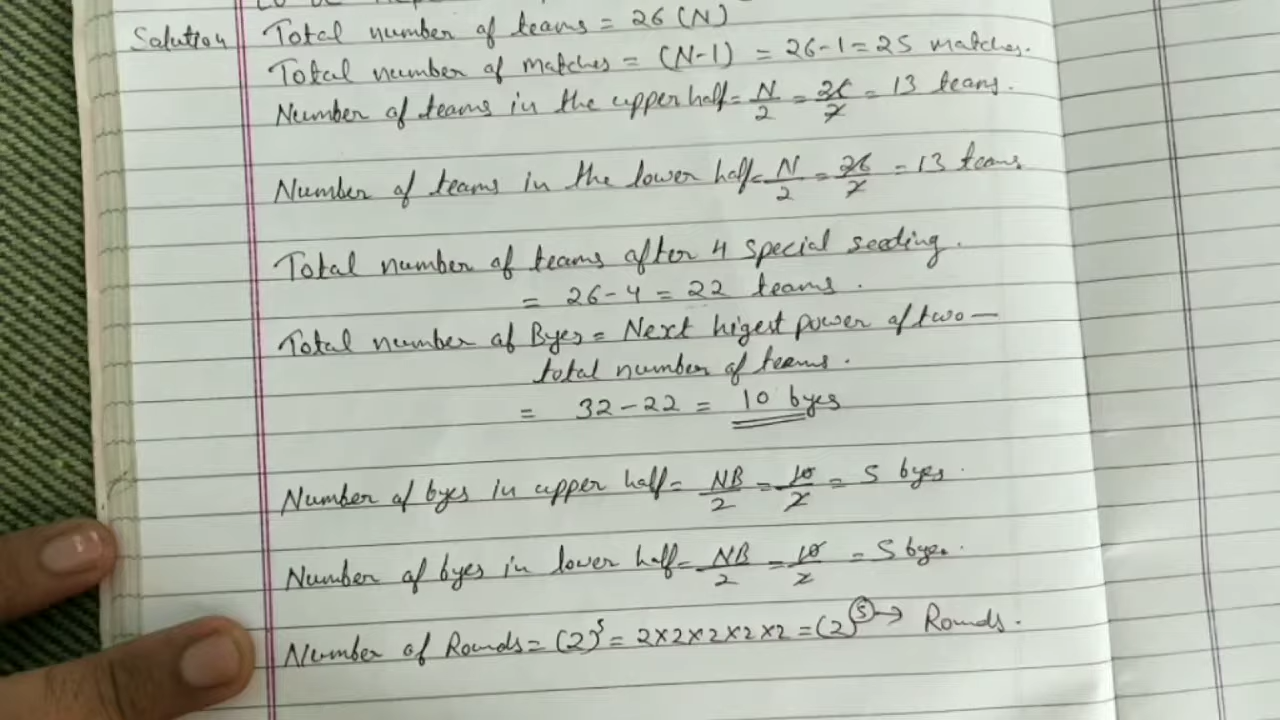 Solution Total number of teams = 26 (N)
Total number of matches = (N-1) = 26-1 = 25 matches.
Number of teams in the upper half = N/2 = 26/2 = 13 teams.
Number of teams in the lower half = N/2 = 26/2 = 13 teams
Total number of teams after 4 special seeding.
= 26-4 = 22 teams.
Total number of Byes = Next higest power of two —
total number of teams.
= 32-22 = 10 byes
Number of byes in upper half = NB/2 = 10/2 = 5 byes.
Number of byes in lower half = NB/2 = 10/2 = 5 bye.
Number of Rounds = (2)⁵ = 2×2×2×2×2 = (2)⁵ → Rounds.